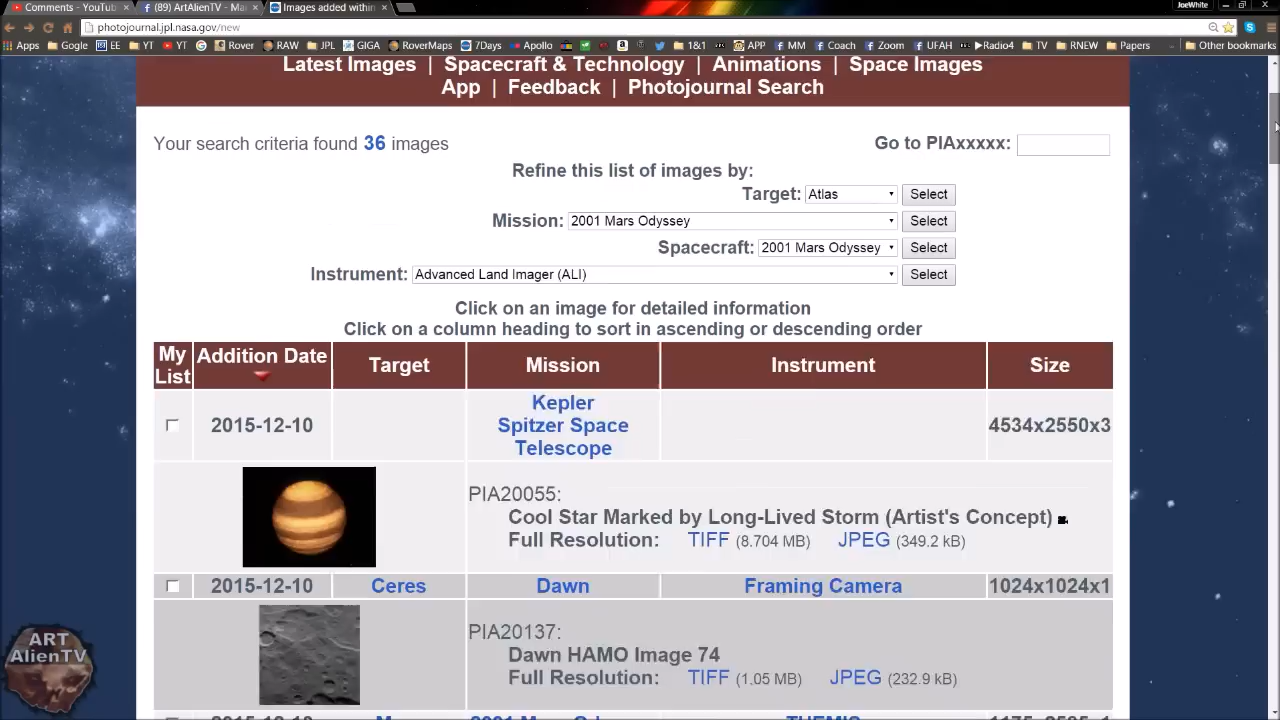 Comments - YouTub
(89) ArtAlienTV - Ma
Images added within
JoeWhite
photojournal.jpl.nasa.gov/new
Apps Gogle EE YT YT Rover RAW JPL GIGA RoverMaps 7Days Apollo 1&1 APP MM Coach Zoom UFAH Radio4 TV RNEW Papers Other bookmarks
Latest Images | Spacecraft & Technology | Animations | Space Images
App | Feedback | Photojournal Search
Your search criteria found 36 images
Go to PIAxxxxx:
Refine this list of images by:
Target: Atlas Select
Mission: 2001 Mars Odyssey Select
Spacecraft: 2001 Mars Odyssey Select
Instrument: Advanced Land Imager (ALI) Select
Click on an image for detailed information
Click on a column heading to sort in ascending or descending order
My List Addition Date Target Mission Instrument Size
2015-12-10 Kepler Spitzer Space Telescope 4534x2550x3
PIA20055:
Cool Star Marked by Long-Lived Storm (Artist's Concept)
Full Resolution: TIFF (8.704 MB) JPEG (349.2 kB)
2015-12-10 Ceres Dawn Framing Camera 1024x1024x1
PIA20137:
Dawn HAMO Image 74
Full Resolution: TIFF (1.05 MB) JPEG (232.9 kB)
ART
AlienTV